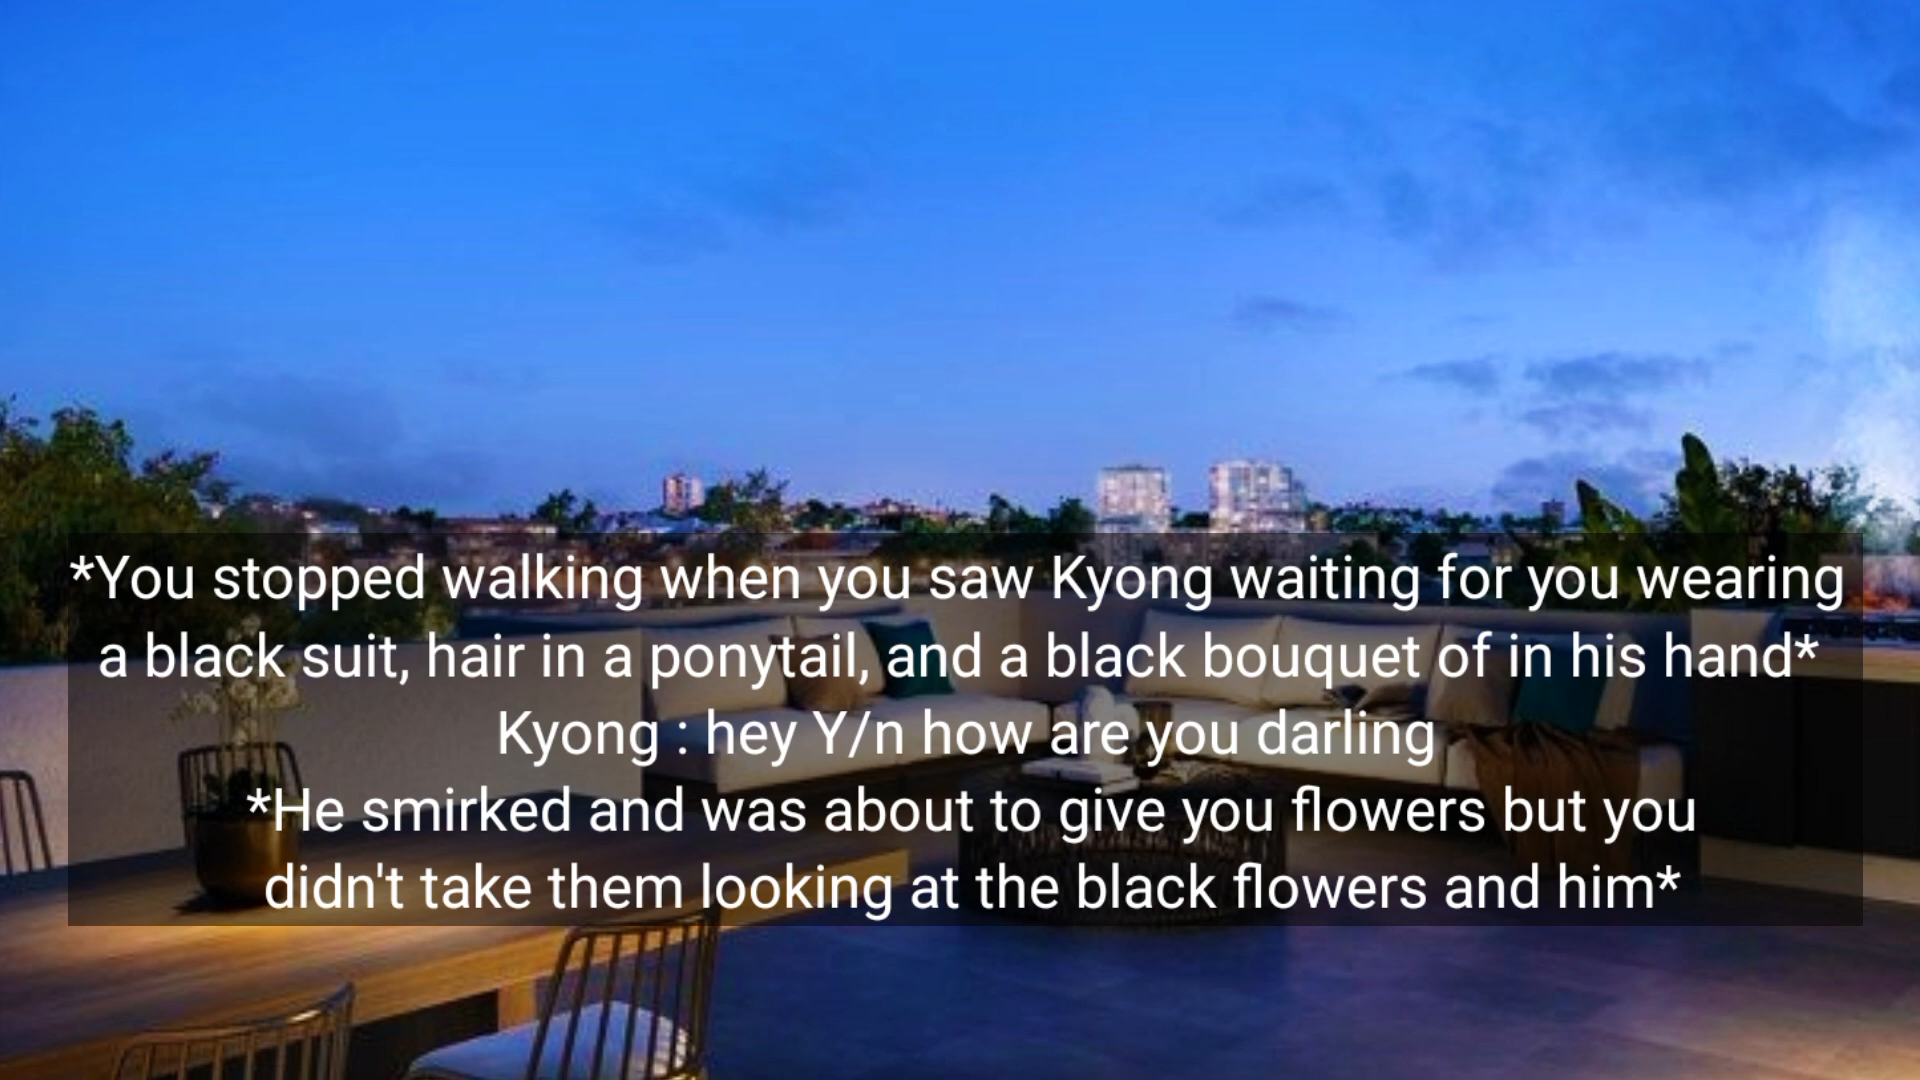 *You stopped walking when you saw Kyong waiting for you wearing
a black suit, hair in a ponytail, and a black bouquet of in his hand*
Kyong : hey Y/n how are you darling
*He smirked and was about to give you flowers but you
didn't take them looking at the black flowers and him*